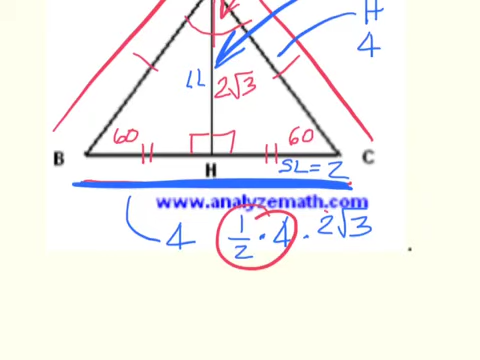 H
4
LL 2√3
60 60
B H SL=2 C
www.analyzemath.com
4 1/2 · 4 · 2√3